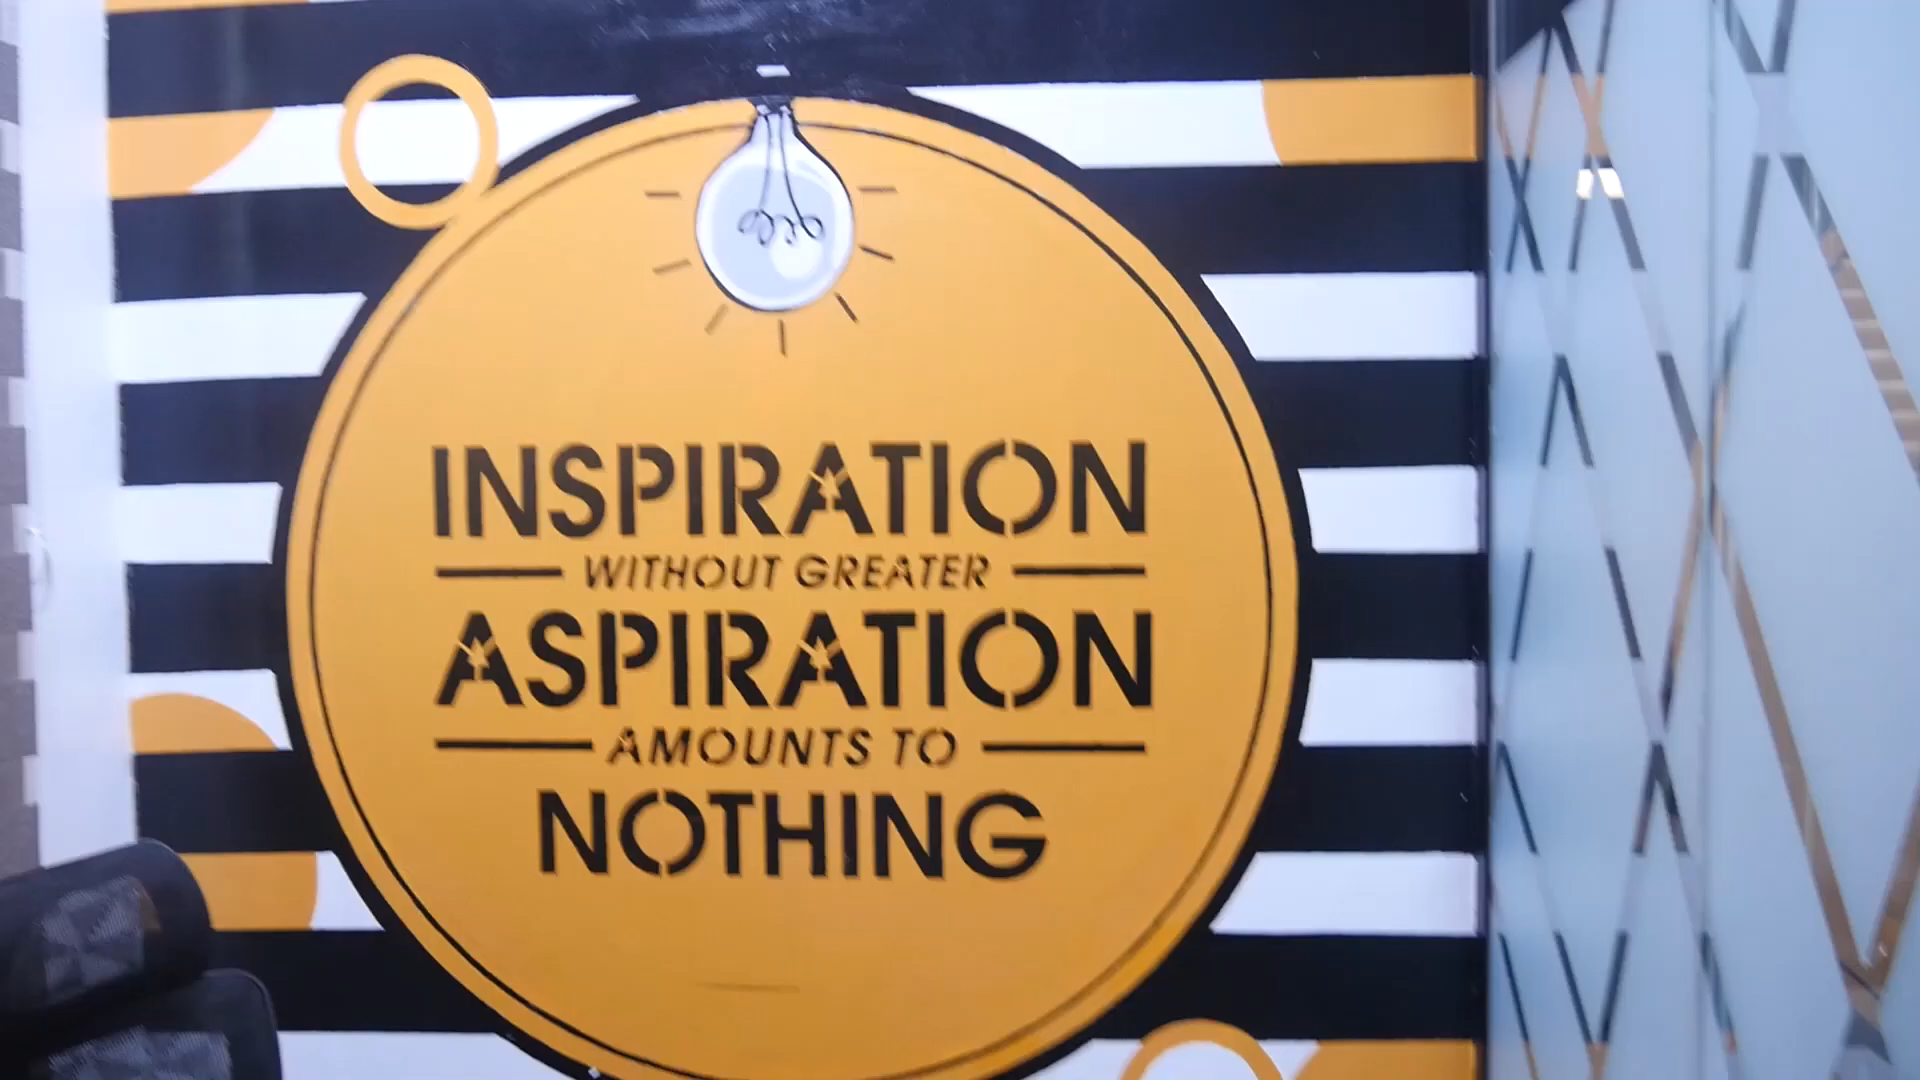 INSPIRATION
WITHOUT GREATER
ASPIRATION
AMOUNTS TO
NOTHING